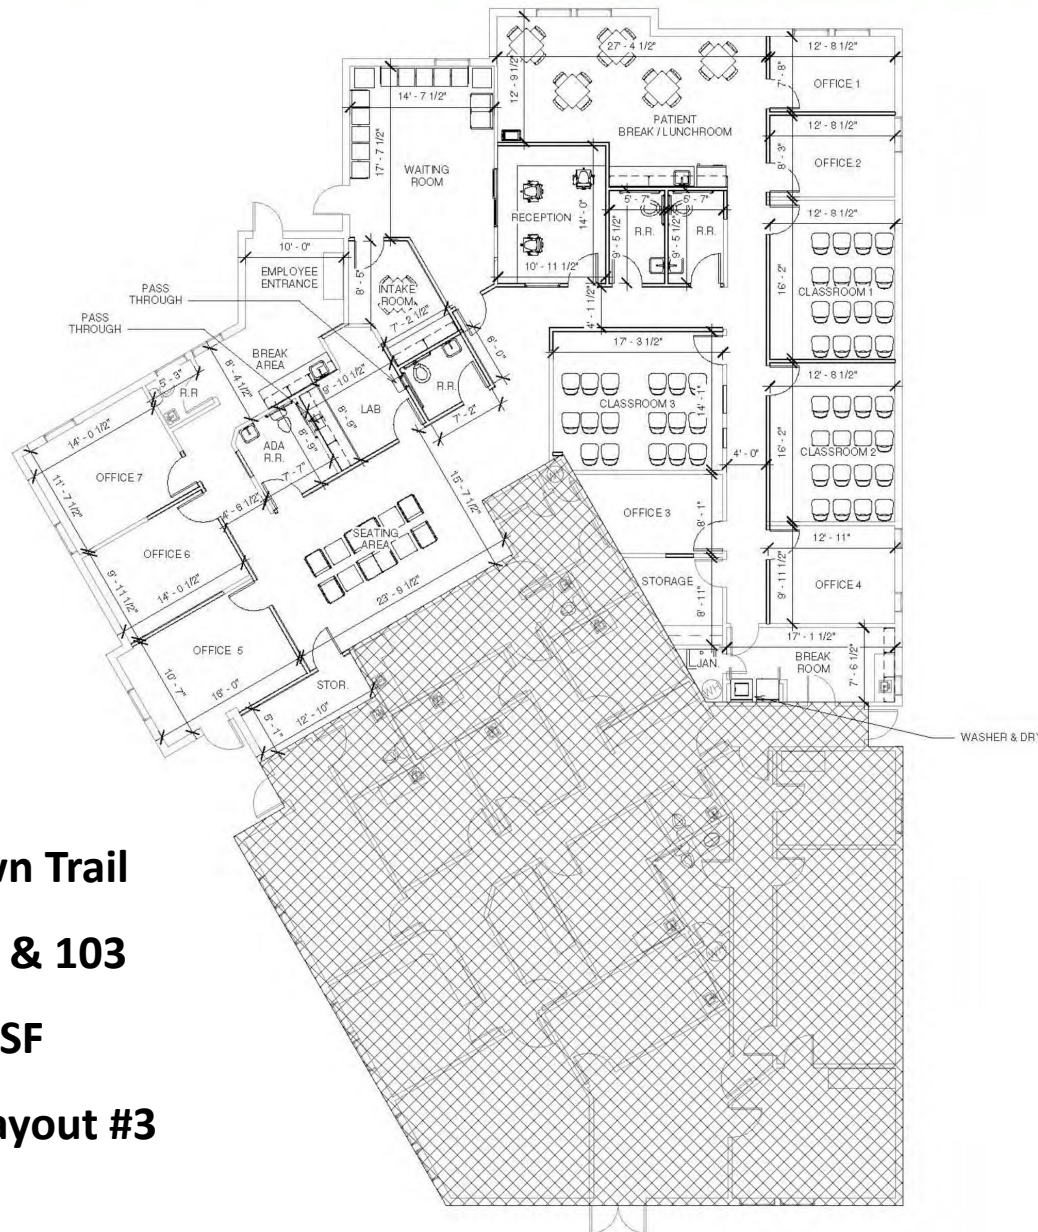 27' - 4 1/2"
12' - 8 1/2"
12' - 9 1/2"
7' - 8"
OFFICE 1
14' - 7 1/2"
PATIENT
BREAK / LUNCHROOM
12' - 8 1/2"
8' - 3"
OFFICE 2
17' - 7 1/2"
WAITING
ROOM
RECEPTION
14' - 0"
5' - 7"
5' - 7"
12' - 8 1/2"
9' - 5 1/2"
R.R.
9' - 5 1/2"
R.R.
10' - 0"
8' - 5"
10' - 11 1/2"
16' - 2"
CLASSROOM 1
EMPLOYEE
ENTRANCE
INTAKE
ROOM
PASS
THROUGH
7' - 2 1/2"
4' - 1 1/2"
PASS
THROUGH
17' - 3 1/2"
6' - 0"
BREAK
AREA
8' - 4 1/2"
5' - 3"
R.R
9' - 10 1/2"
R.R.
12' - 8 1/2"
LAB
8' - 9"
8' - 9"
7' - 2"
CLASSROOM 3
14' - 1"
14' - 0 1/2"
ADA
R.R.
7' - 7"
4' - 0"
16' - 2"
CLASSROOM 2
OFFICE 7
11' - 7 1/2"
15' - 7 1/2"
WH
OFFICE 3
8' - 1"
SEATING
AREA
12' - 11"
OFFICE 6
14' - 0 1/2"
9' - 11 1/2"
23' - 9 1/2"
STORAGE
8' - 11"
9' - 11 1/2"
OFFICE 4
OFFICE 5
10' - 7"
17' - 1 1/2"
BREAK
ROOM
7' - 6 1/2"
JAN.
WH
STOR.
12' - 10"
WASHER & DRY
wn Trail
& 103
SF
ayout #3
WH